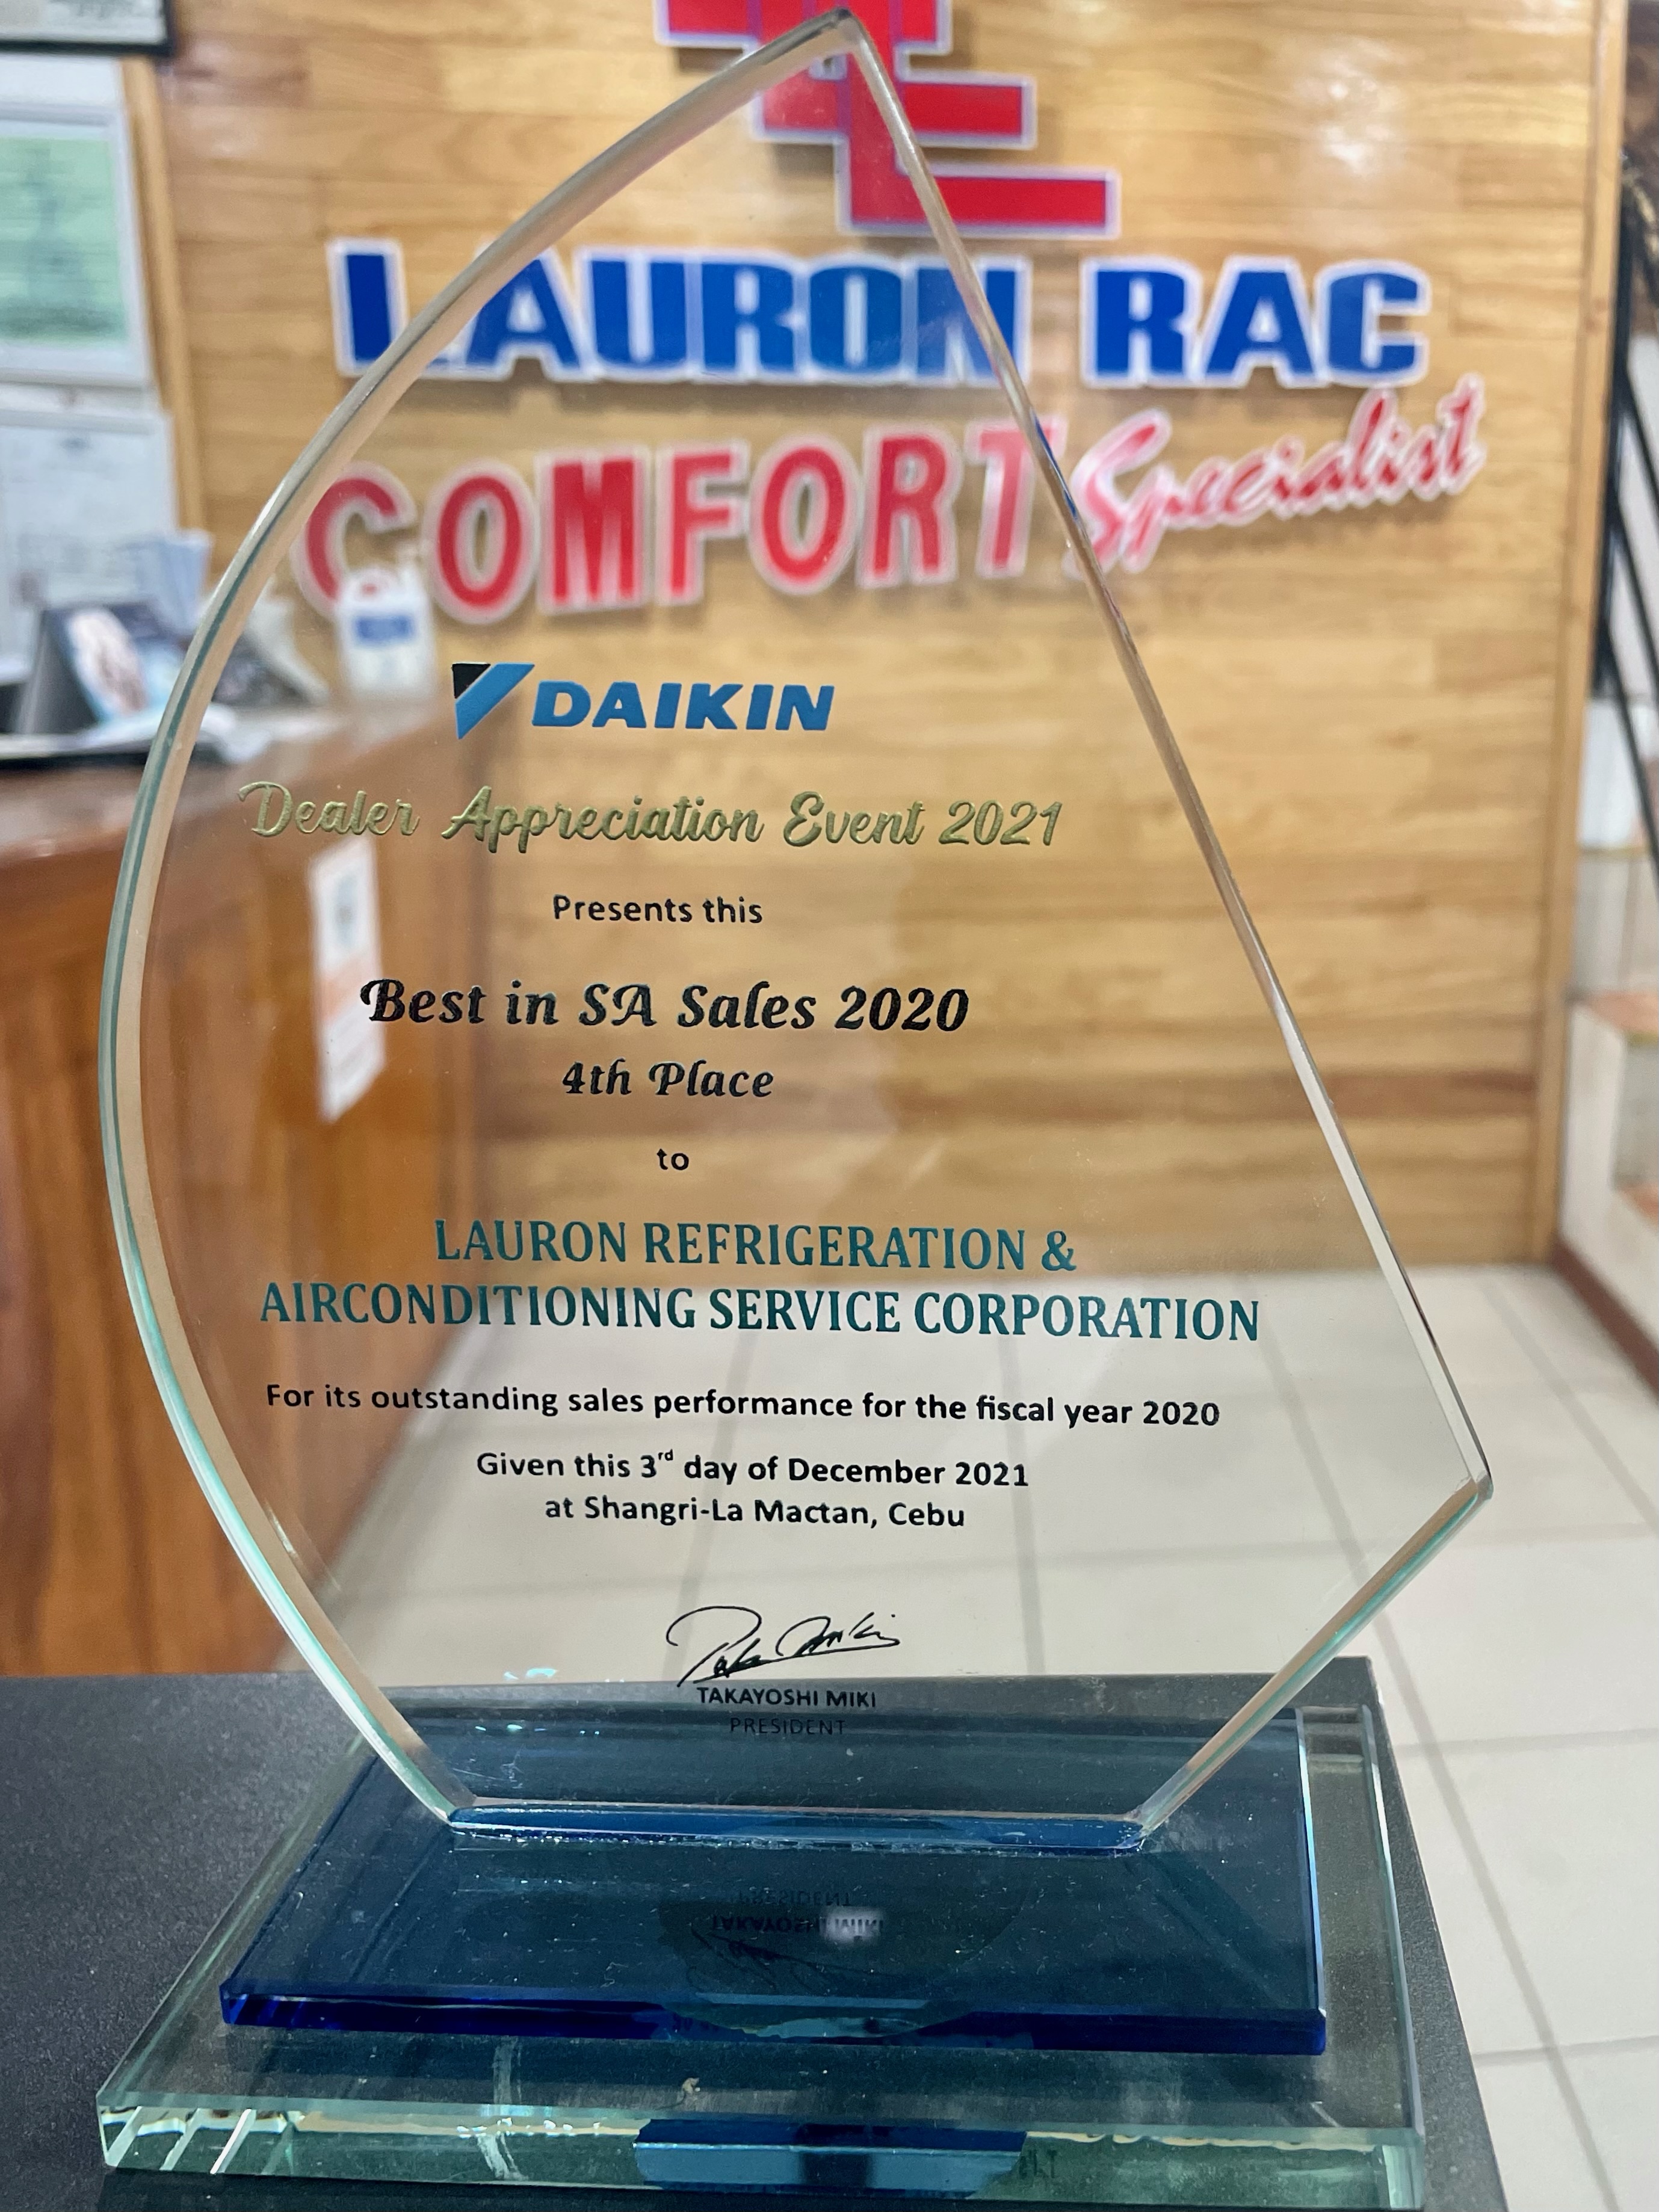 LAURON RAC
COMFORT Specialist
DAIKIN
Dealer Appreciation Event 2021
Presents this
Best in SA Sales 2020
4th Place
to
LAURON REFRIGERATION &
AIRCONDITIONING SERVICE CORPORATION
For its outstanding sales performance for the fiscal year 2020
Given this 3rd day of December 2021
at Shangri-La Mactan, Cebu
TAKAYOSHI MIKI
PRESIDENT